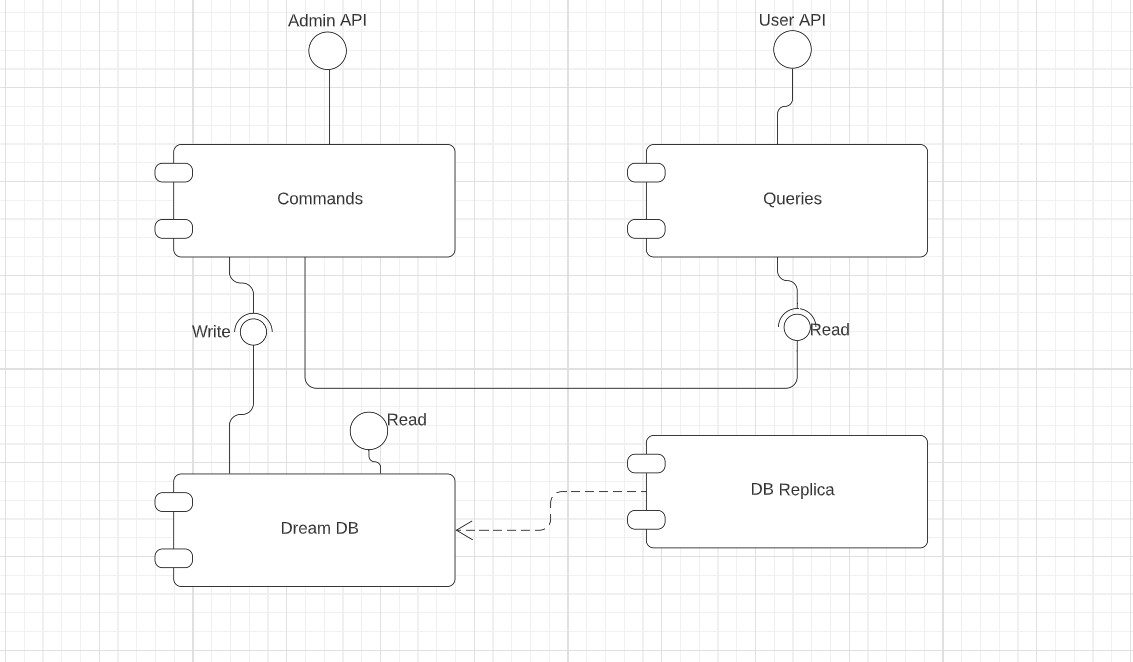 Admin API
User API
Commands
Queries
Write
Read
Read
DB Replica
Dream DB